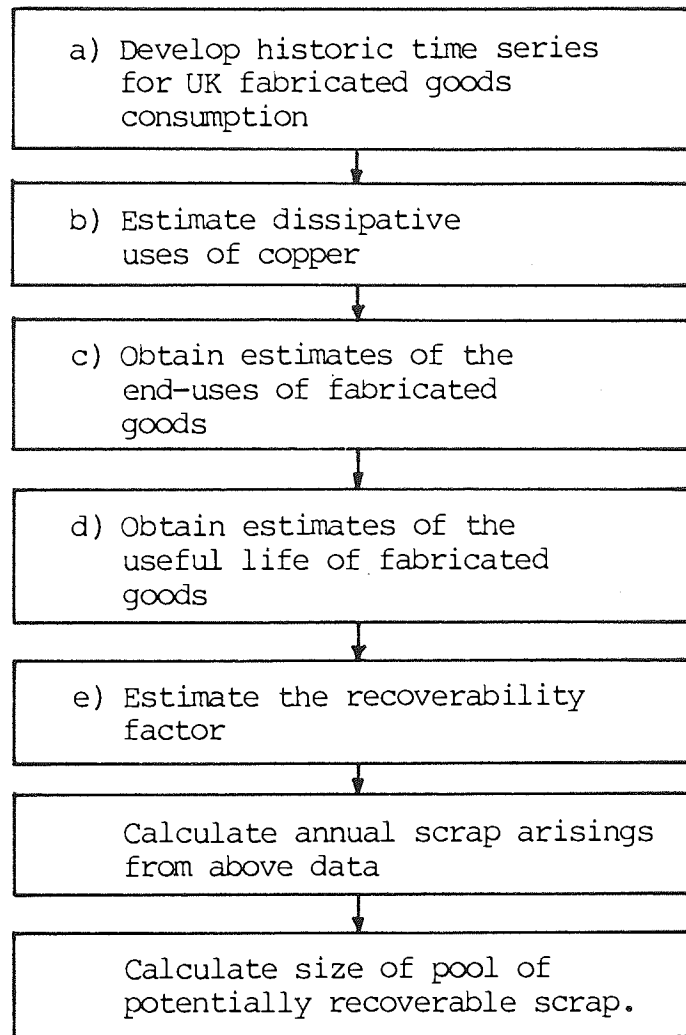 a) Develop historic time series
for UK fabricated goods
consumption
b) Estimate dissipative
uses of copper
c) Obtain estimates of the
end-uses of fabricated
goods
d) Obtain estimates of the
useful life of fabricated
goods
e) Estimate the recoverability
factor
Calculate annual scrap arisings
from above data
Calculate size of pool of
potentially recoverable scrap.